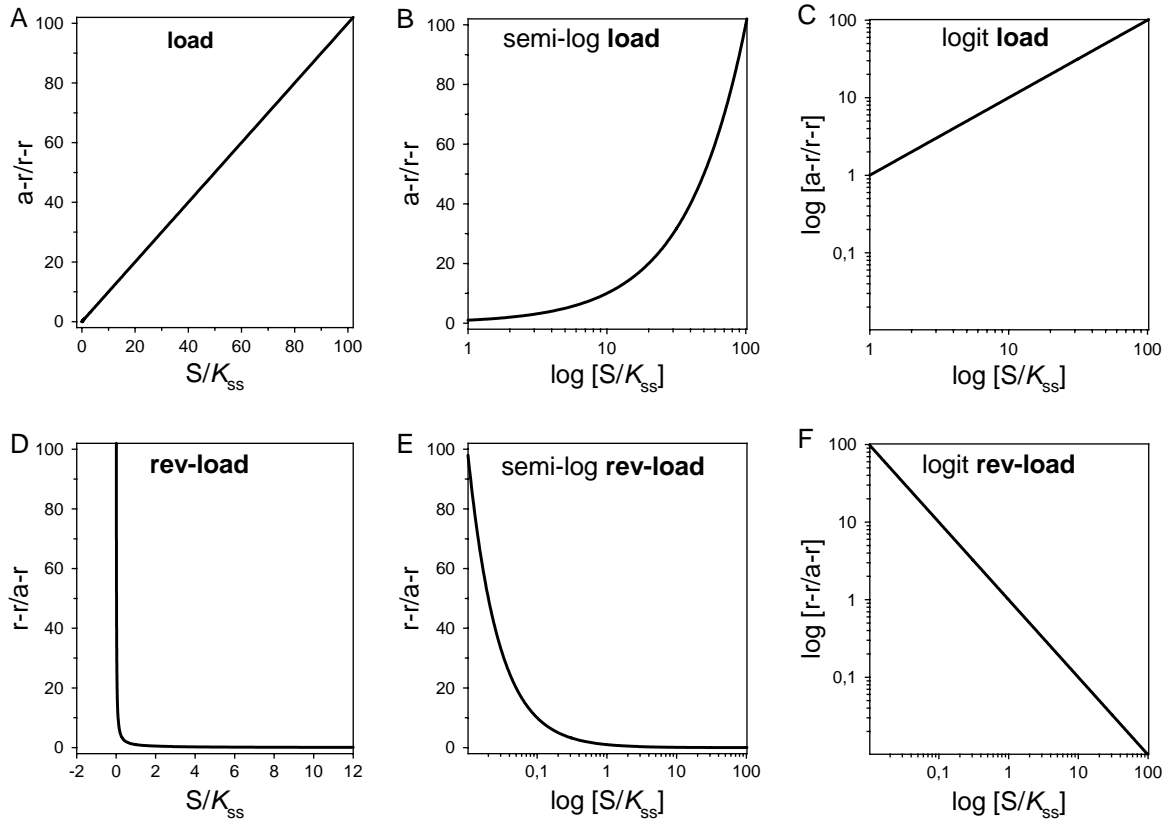 A
load
a-r/r-r
100
80
60
40
20
0
0 20 40 60 80 100
S/Kss
B
semi-log load
a-r/r-r
100
80
60
40
20
0
1 10 100
log [S/Kss]
C
logit load
log [a-r/r-r]
100
10
1
0,1
1 10 100
log [S/Kss]
D
rev-load
r-r/a-r
100
80
60
40
20
0
-2 0 2 4 6 8 10 12
S/Kss
E
semi-log rev-load
r-r/a-r
100
80
60
40
20
0
0,1 1 10 100
log [S/Kss]
F
logit rev-load
log [r-r/a-r]
100
10
1
0,1
0,1 1 10 100
log [S/Kss]